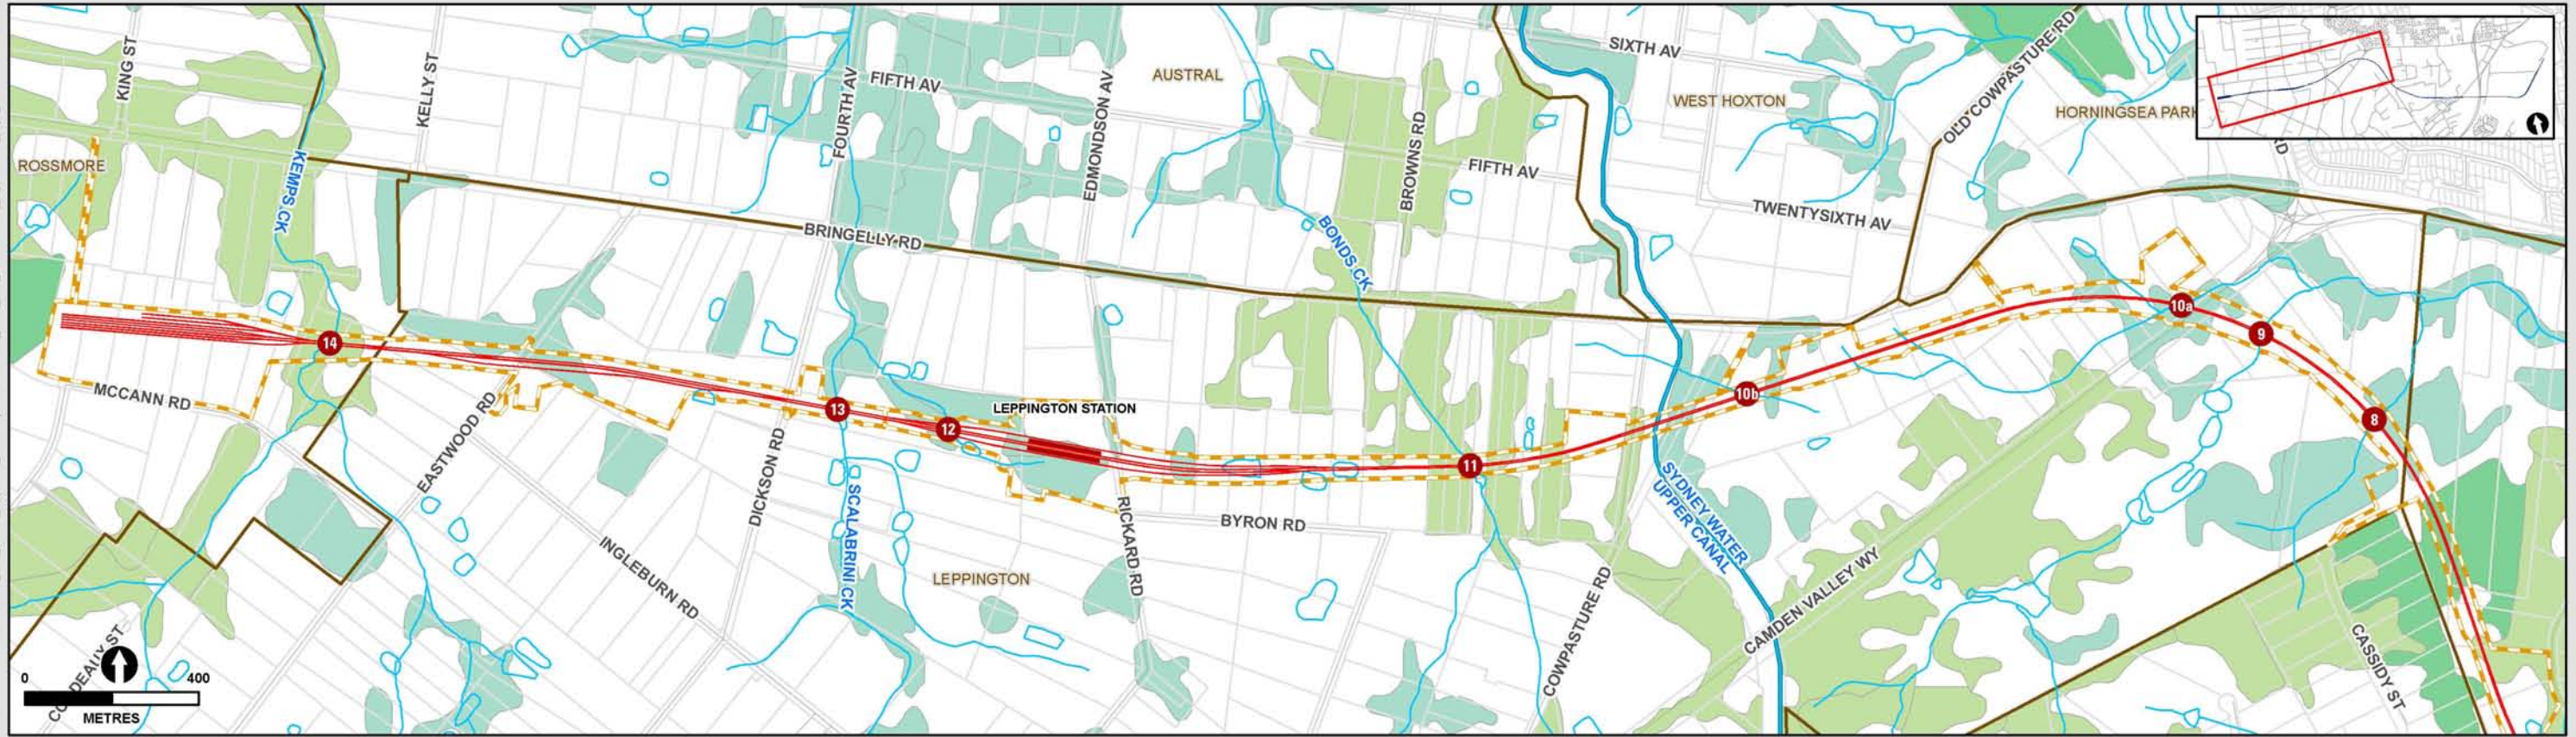 KING ST
KELLY ST
FOURTH AV
FIFTH AV
EDMONDSON AV
AUSTRAL
SIXTH AV
WEST HOXTON
OLD COWPASTURE RD
HORNINGSEA PARK
RD
ROSSMORE
KEMPS CK
BROWNS RD
FIFTH AV
TWENTYSIXTH AV
BRINGELLY RD
BONDS CK
10a
9
14
MCCANN RD
EASTWOOD RD
DICKSON RD
13
12
LEPPINGTON STATION
11
10b
8
SCALABRINI CK
RICKARD RD
BYRON RD
SYDNEY WATER
UPPER CANAL
INGLEBURN RD
LEPPINGTON
COWPASTURE RD
CAMDEN VALLEY WY
CASSIDY ST
DEAUX ST
0
400
METRES